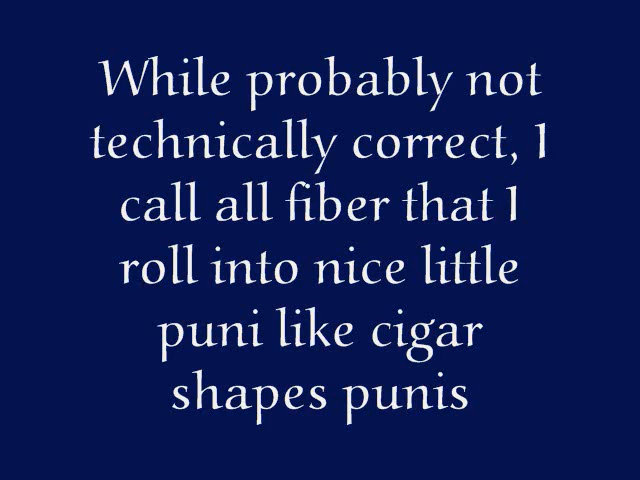 While probably not
technically correct, I
call all fiber that I
roll into nice little
puni like cigar
shapes punis